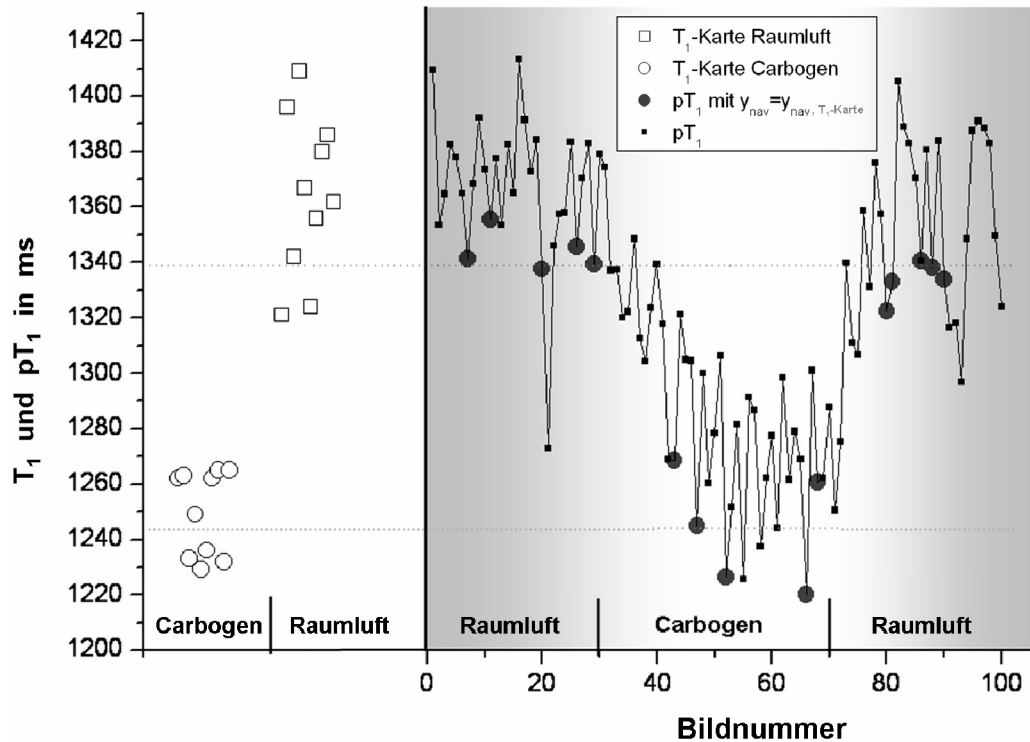 T₁ und pT₁ in ms
1420
1400
1380
1360
1340
1320
1300
1280
1260
1240
1220
1200
T₁-Karte Raumluft
T₁-Karte Carbogen
pT₁ mit y_nav=y_nav, T₁-Karte
pT₁
Carbogen Raumluft Raumluft Carbogen Raumluft
0 20 40 60 80 100
Bildnummer